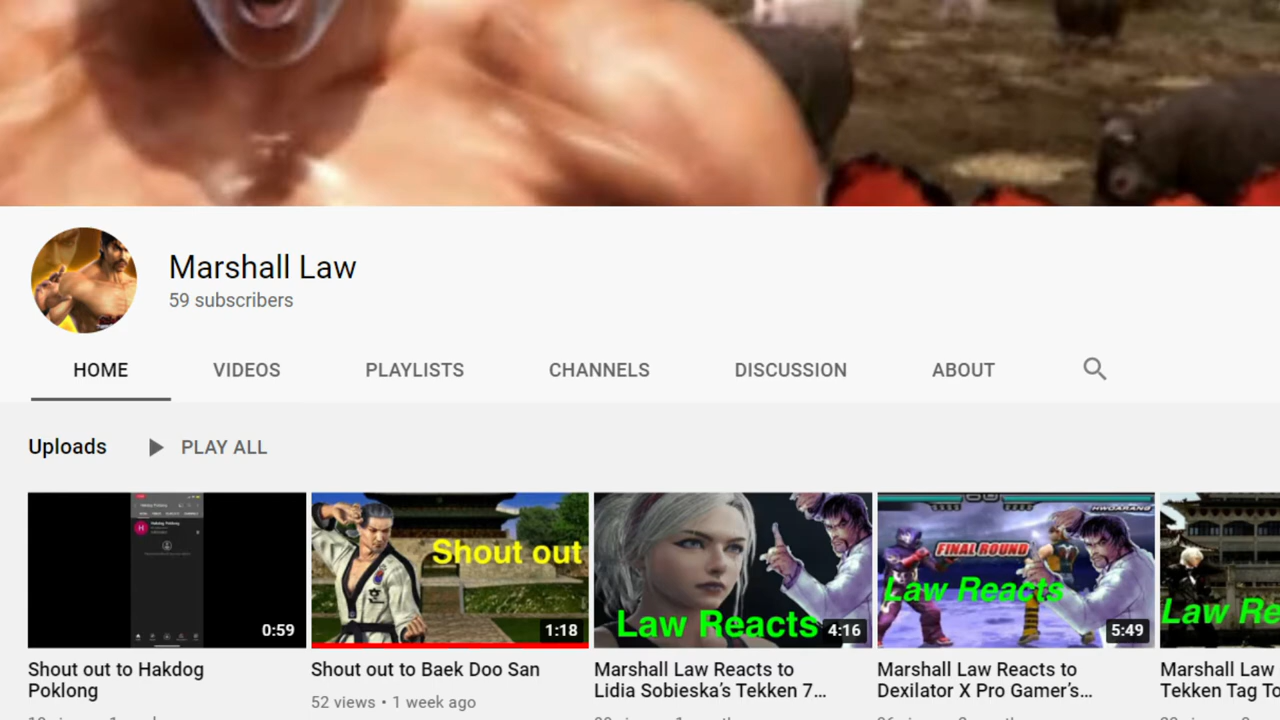 Marshall Law
59 subscribers
HOME
VIDEOS
PLAYLISTS
CHANNELS
DISCUSSION
ABOUT
Uploads
PLAY ALL
0:59
Shout out
1:18
Law Reacts
4:16
HWOARANG
FINAL ROUND
Law Reacts
5:49
Law Re
Shout out to Hakdog
Poklong
Shout out to Baek Doo San
52 views • 1 week ago
Marshall Law Reacts to
Lidia Sobieska's Tekken 7...
Marshall Law Reacts to
Dexilator X Pro Gamer's...
Marshall Law
Tekken Tag To